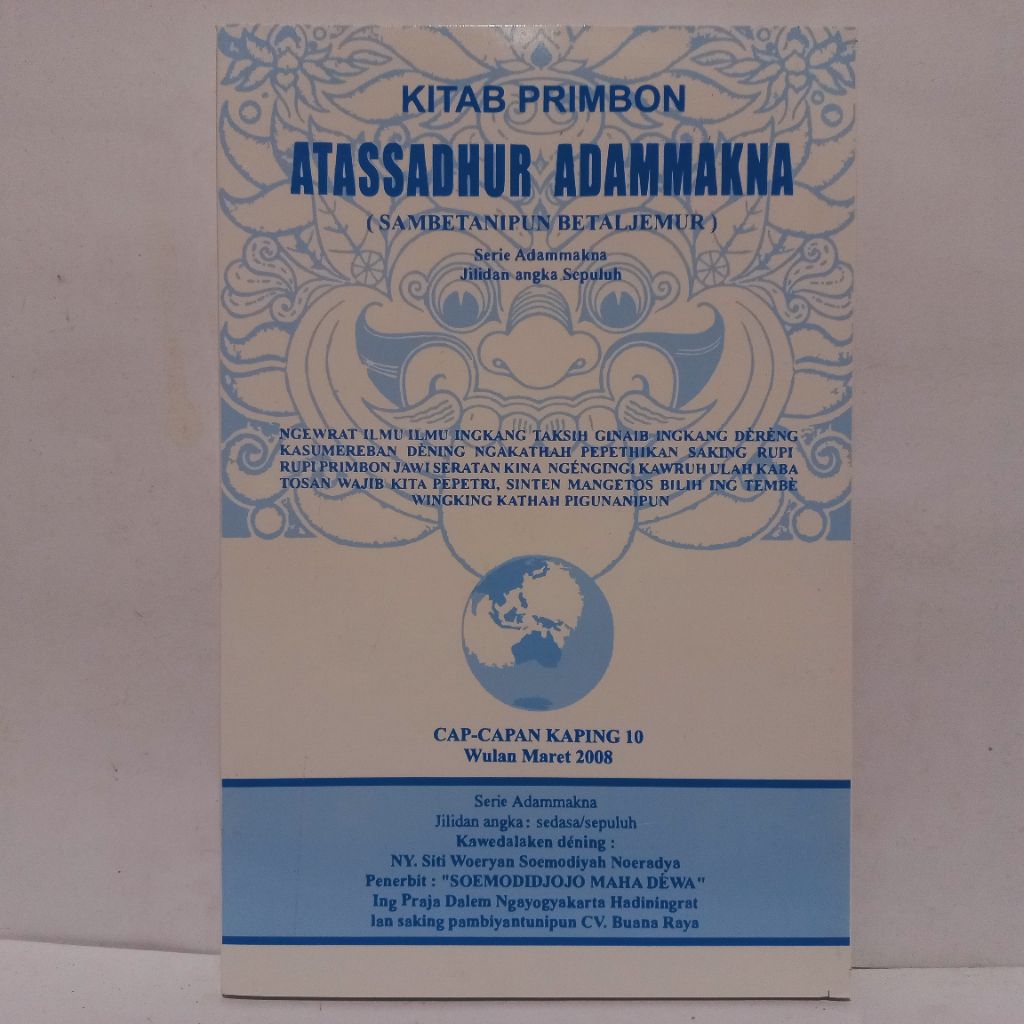 KITAB PRIMBON
ATASSADHUR ADAMMAKNA
( SAMBETANIPUN BETALJEMUR )
Serie Adammakna
Jilidan angka Sepuluh
NGEWRAT ILMU ILMU INGKANG TAKSIH GINAIB INGKANG DÈRÈNG
KASUMEREBAN DÉNING NGAKATHAH PEPETHIKAN SAKING RUPI
RUPI PRIMBON JAWI SERATAN KINA NGÉNGINGI KAWRUH ULAH KABA
TOSAN WAJIB KITA PEPETRI, SINTEN MANGETOS BILIH ING TEMBÉ
WINGKING KATHAH PIGUNANIPUN
CAP-CAPAN KAPING 10
Wulan Maret 2008
Serie Adammakna
Jilidan angka : sedasa/sepuluh
Kawedalaken déning :
NY. Siti Woeryan Soemodiyah Noeradya
Penerbit : "SOEMODIDJOJO MAHA DÉWA"
Ing Praja Dalem Ngayogyakarta Hadiningrat
lan saking pambiyantunipun CV. Buana Raya